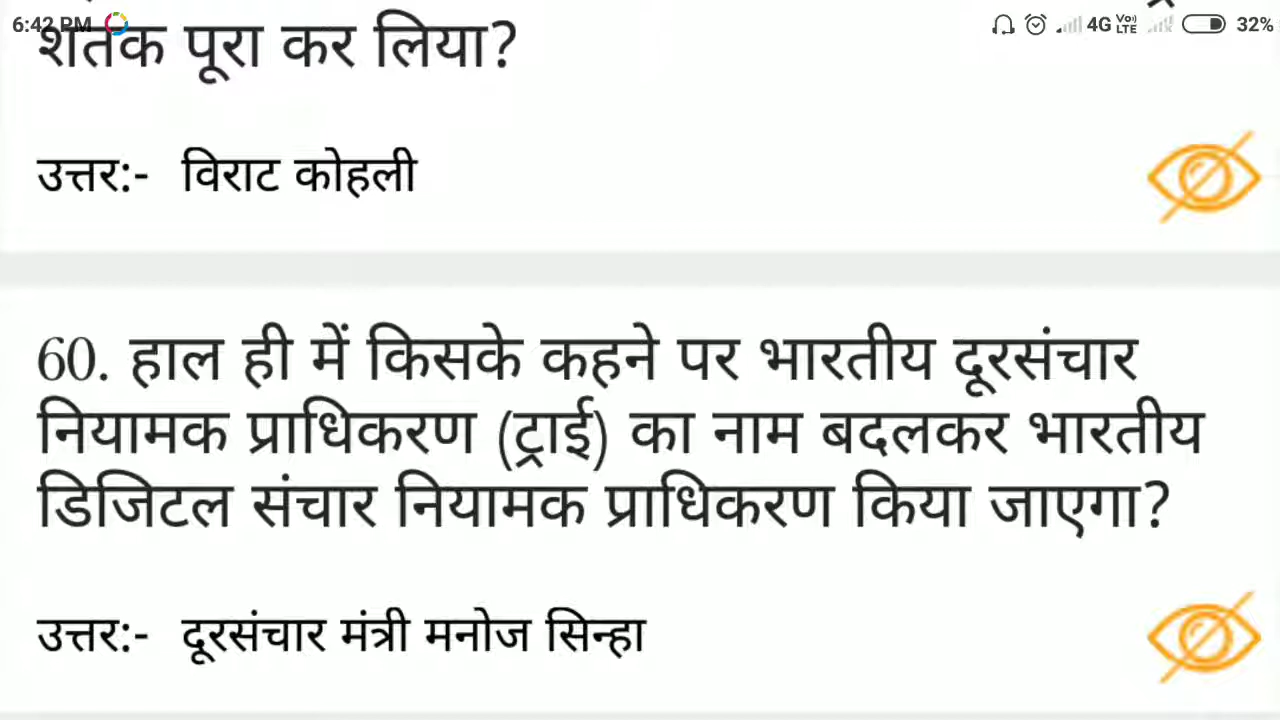 6:42 PM 4G VoLTE 32%
शतक पूरा कर लिया?
उत्तर:- विराट कोहली
60. हाल ही में किसके कहने पर भारतीय दूरसंचार
नियामक प्राधिकरण (ट्राई) का नाम बदलकर भारतीय
डिजिटल संचार नियामक प्राधिकरण किया जाएगा?
उत्तर:- दूरसंचार मंत्री मनोज सिन्हा